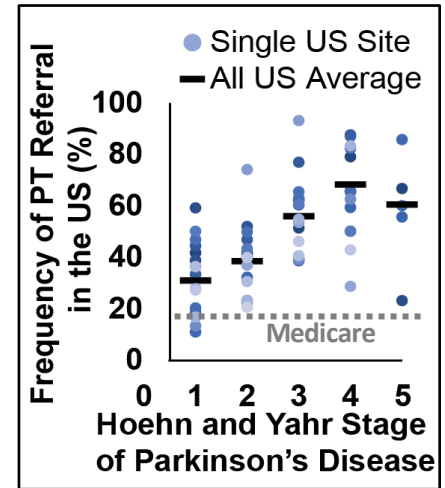 Single US Site
All US Average
Frequency of PT Referral
in the US (%)
100
80
60
40
20
0
Medicare
0 1 2 3 4 5
Hoehn and Yahr Stage
of Parkinson's Disease